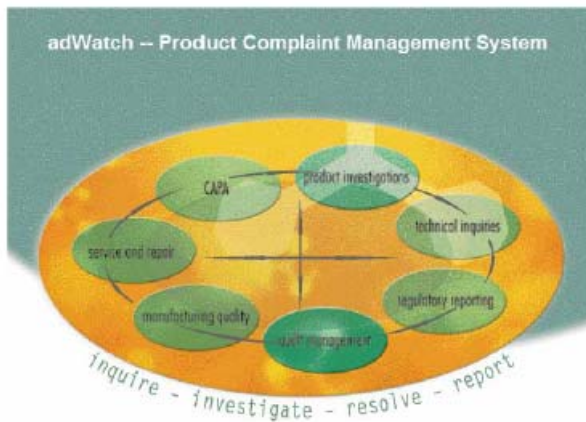 adWatch -- Product Complaint Management System
product investigations
CAPA
technical inquiries
service and repair
regulatory reporting
manufacturing quality
audit management
inquire - investigate - resolve - report